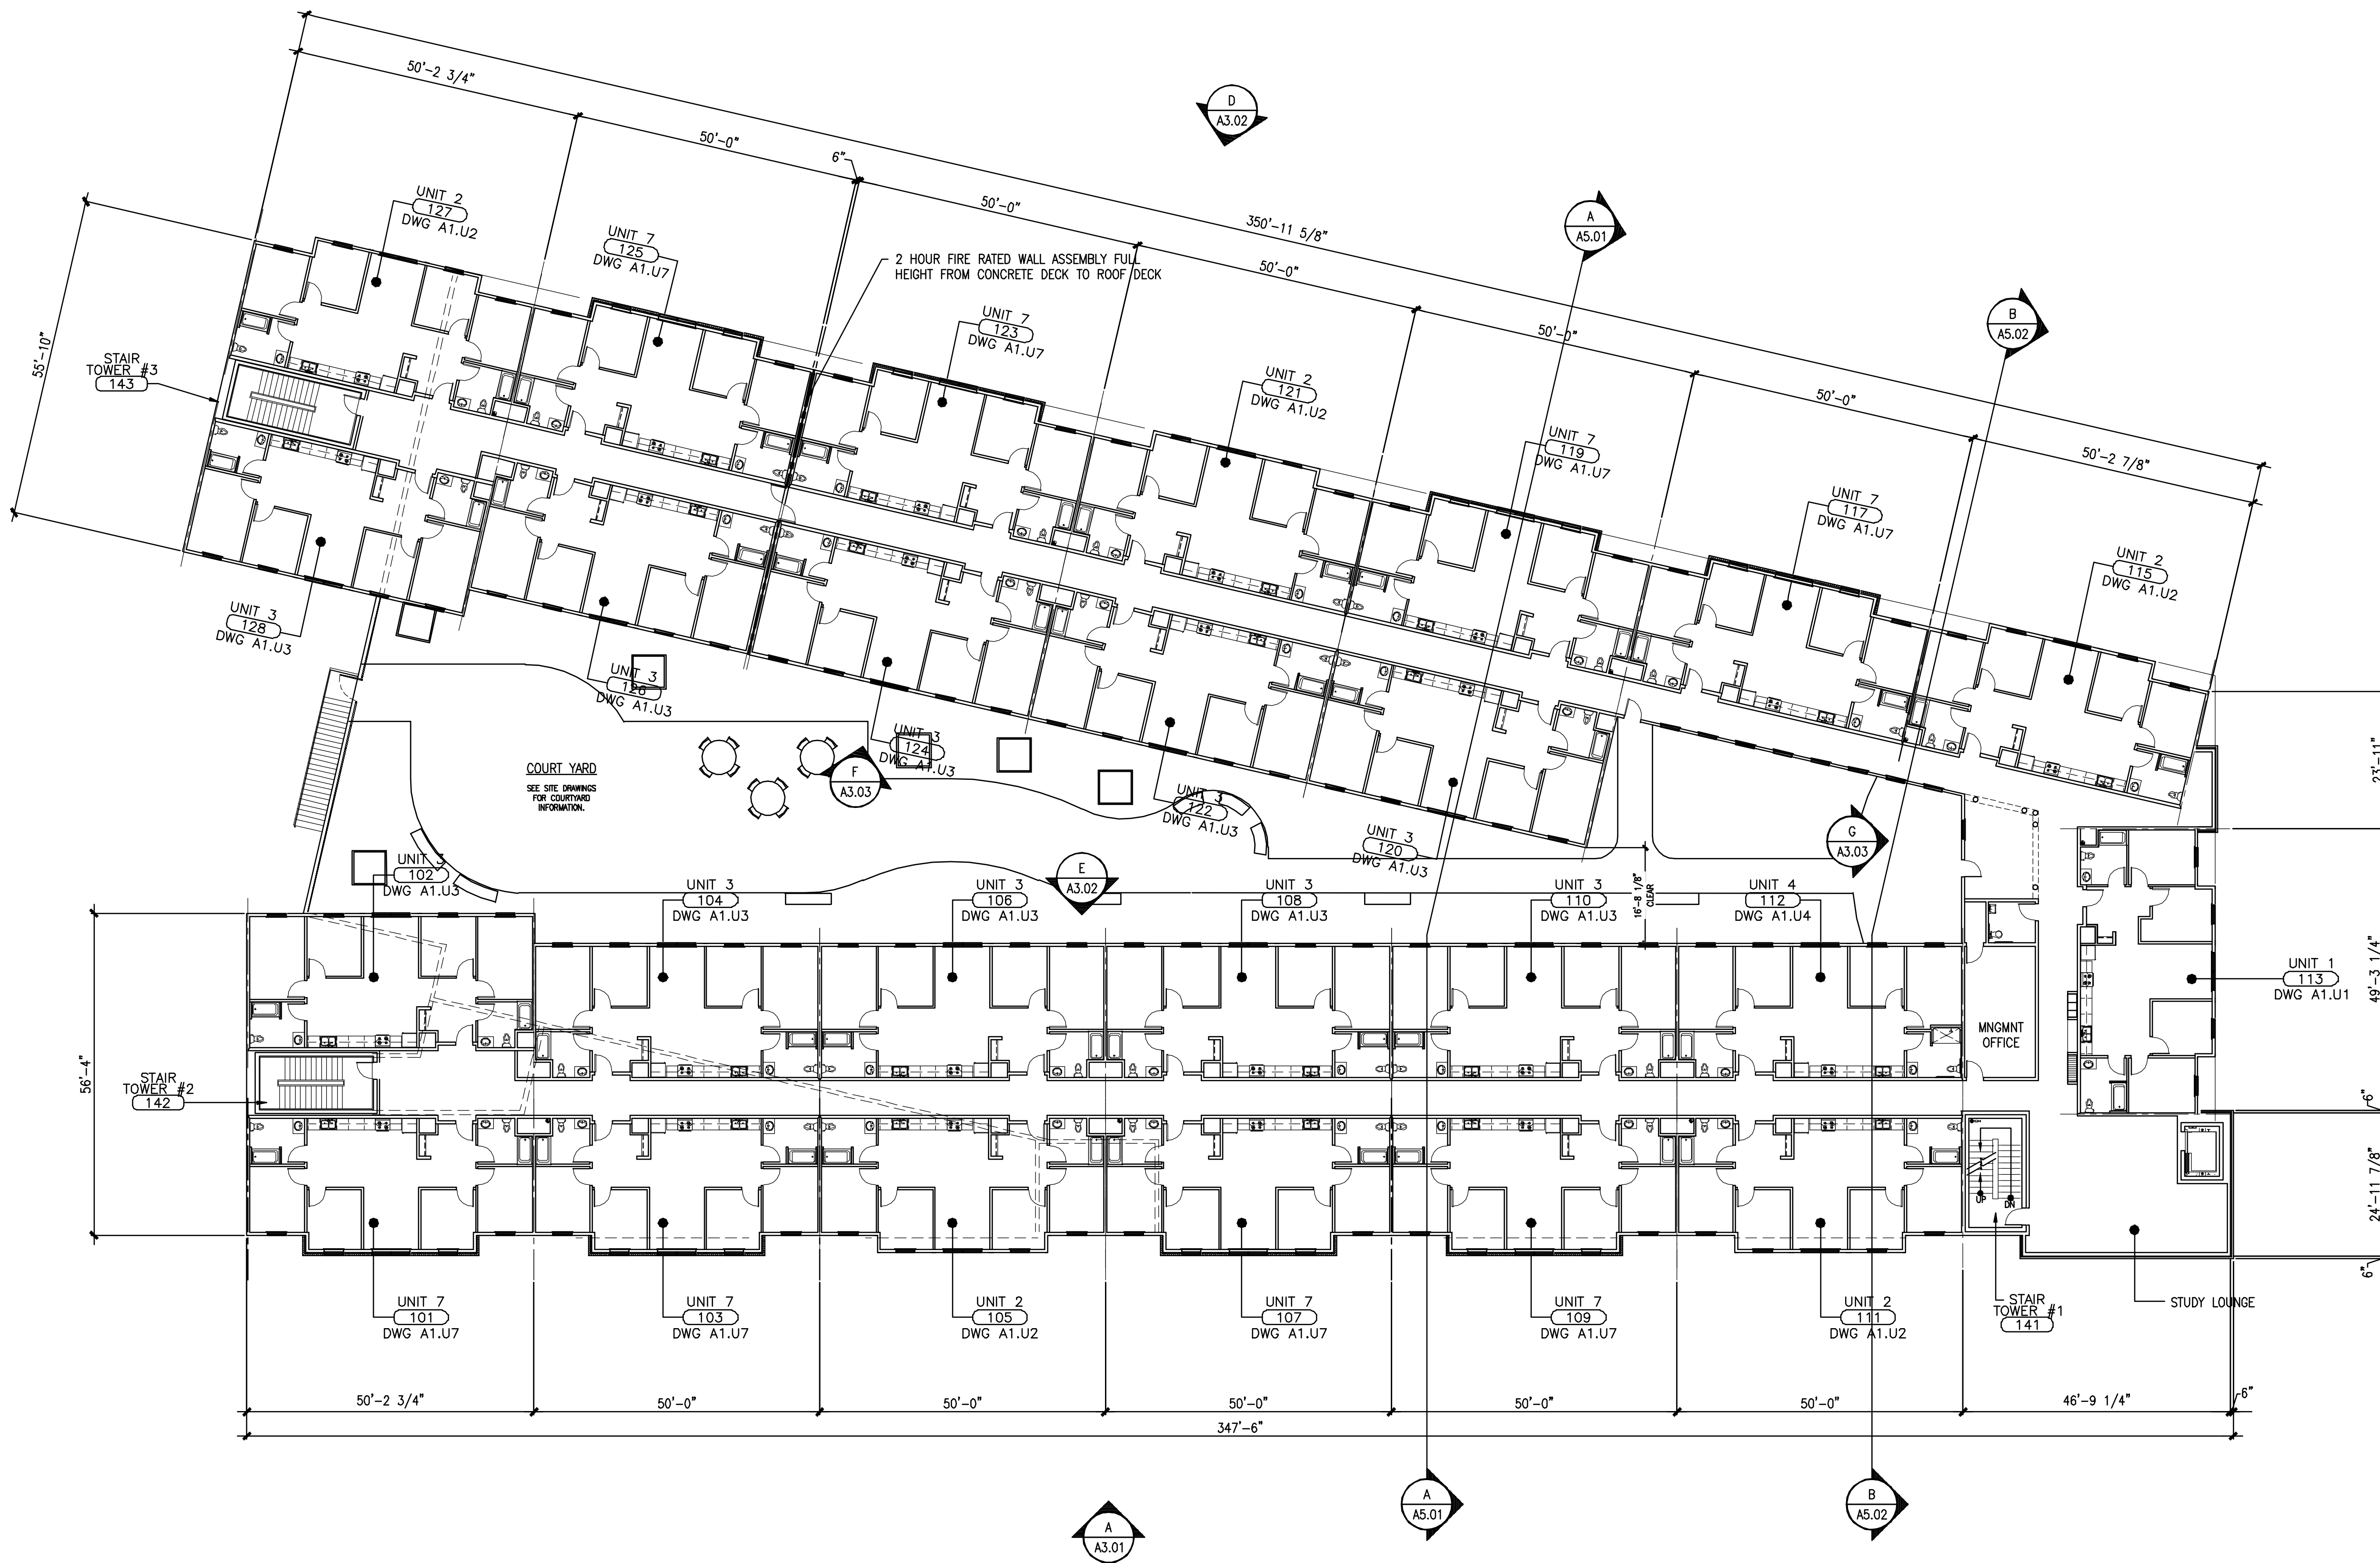 50'-2 3/4"
50'-0"
6"
50'-0"
350'-11 5/8"
50'-0"
50'-0"
50'-0"
50'-2 7/8"
55'-10"
D
A3.02
A
A5.01
B
A5.02
UNIT 2
127
DWG A1.U2
UNIT 7
125
DWG A1.U7
2 HOUR FIRE RATED WALL ASSEMBLY FULL
HEIGHT FROM CONCRETE DECK TO ROOF DECK
UNIT 7
123
DWG A1.U7
UNIT 2
121
DWG A1.U2
UNIT 7
119
DWG A1.U7
UNIT 7
117
DWG A1.U7
UNIT 2
115
DWG A1.U2
STAIR
TOWER #3
143
UNIT 3
128
DWG A1.U3
UNIT 3
126
DWG A1.U3
UNIT 3
124
DWG A1.U3
UNIT 3
122
DWG A1.U3
UNIT 3
120
DWG A1.U3
COURT YARD
SEE SITE DRAWINGS
FOR COURTYARD
INFORMATION.
F
A3.03
G
A3.03
E
A3.02
16'-8 1/8"
CLEAR
23'-11"
49'-3 1/4"
6"
24'-11 7/8"
6"
UNIT 3
102
DWG A1.U3
UNIT 3
104
DWG A1.U3
UNIT 3
106
DWG A1.U3
UNIT 3
108
DWG A1.U3
UNIT 3
110
DWG A1.U3
UNIT 4
112
DWG A1.U4
UNIT 1
113
DWG A1.U1
MNGMNT
OFFICE
56'-4"
STAIR
TOWER #2
142
UP
DN
UNIT 7
101
DWG A1.U7
UNIT 7
103
DWG A1.U7
UNIT 2
105
DWG A1.U2
UNIT 7
107
DWG A1.U7
UNIT 7
109
DWG A1.U7
UNIT 2
111
DWG A1.U2
STAIR
TOWER #1
141
STUDY LOUNGE
50'-2 3/4"
50'-0"
50'-0"
50'-0"
50'-0"
50'-0"
46'-9 1/4"
6"
347'-6"
A
A5.01
B
A5.02
A
A3.01